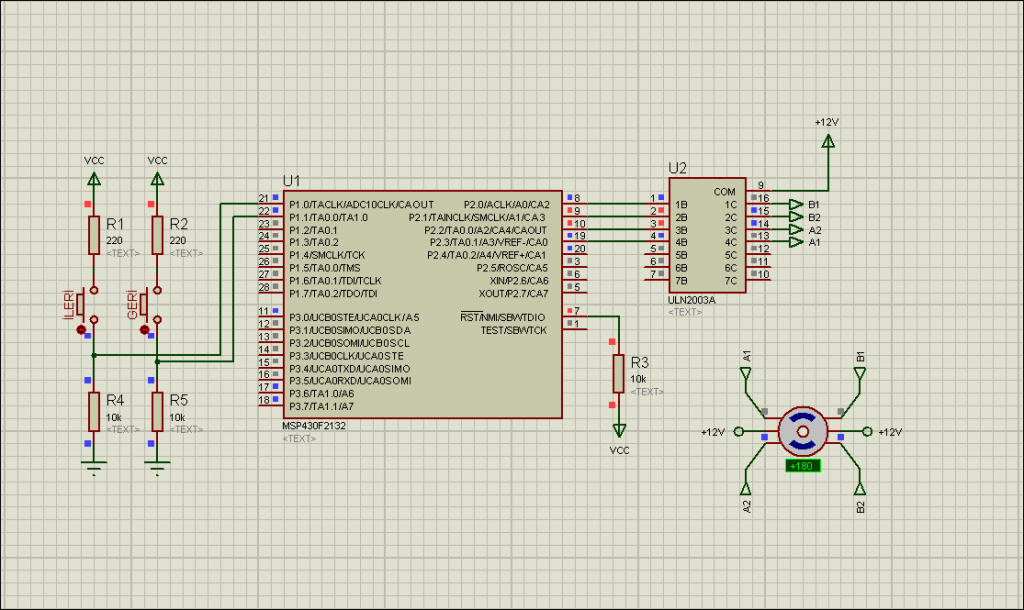 VCC
VCC
R1
220
<TEXT>
R2
220
<TEXT>
İLERİ
GERİ
R4
10k
<TEXT>
R5
10k
<TEXT>
U1
21 P1.0/TACLK/ADC10CLK/CAOUT
22 P1.1/TA0.0/TA1.0
23 P1.2/TA0.1
24 P1.3/TA0.2
25 P1.4/SMCLK/TCK
26 P1.5/TA0.0/TMS
27 P1.6/TA0.1/TDI/TCLK
28 P1.7/TA0.2/TDO/TDI
11 P3.0/UCB0STE/UCA0CLK/A5
12 P3.1/UCB0SIMO/UCB0SDA
13 P3.2/UCB0SOMI/UCB0SCL
14 P3.3/UCB0CLK/UCA0STE
15 P3.4/UCA0TXD/UCA0SIMO
16 P3.5/UCA0RXD/UCA0SOMI
17 P3.6/TA1.0/A6
18 P3.7/TA1.1/A7
P2.0/ACLK/A0/CA2 8
P2.1/TAINCLK/SMCLK/A1/CA3 9
P2.2/TA0.0/A2/CA4/CAOUT 10
P2.3/TA0.1/A3/VREF-/CA0 19
P2.4/TA0.2/A4/VREF+/CA1 20
P2.5/ROSC/CA5 3
XIN/P2.6/CA6 6
XOUT/P2.7/CA7 5
RST/NMI/SBWTDIO 7
TEST/SBWTCK 1
MSP430F2132
<TEXT>
R3
10k
<TEXT>
VCC
U2
COM 9
1 1B 1C 16 B1
2 2B 2C 15 B2
3 3B 3C 14 A2
4 4B 4C 13 A1
5 5B 5C 12
6 6B 6C 11
7 7B 7C 10
ULN2003A
<TEXT>
+12V
A1
B1
+12V
+12V
+180
A2
B2